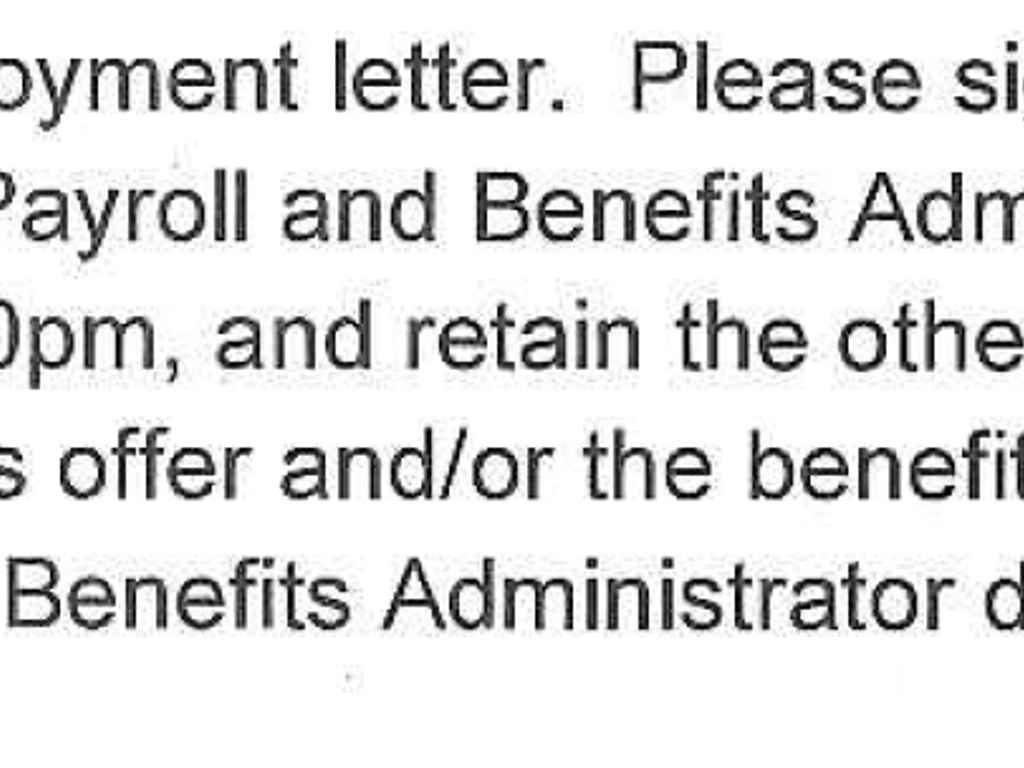 oyment letter. Please si
Payroll and Benefits Adm
0pm, and retain the othe
s offer and/or the benefit
Benefits Administrator d